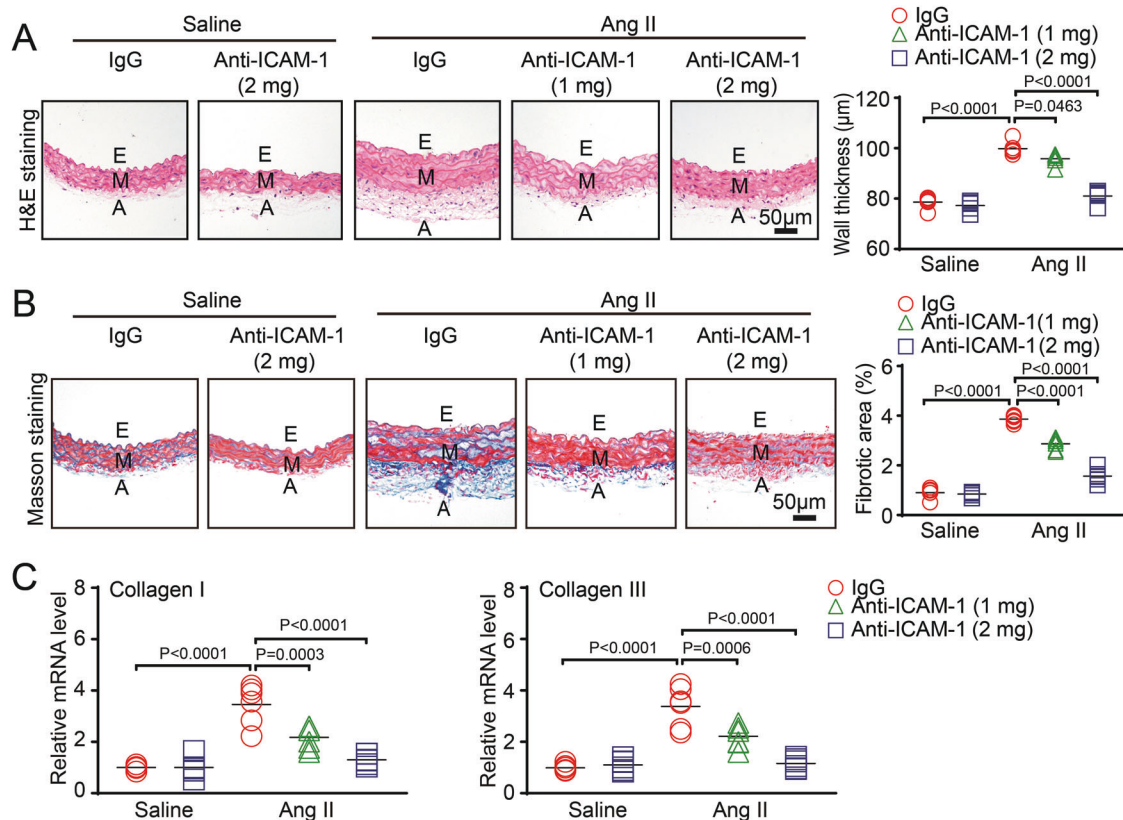 A
Saline
Ang II
IgG
Anti-ICAM-1
(2 mg)
IgG
Anti-ICAM-1
(1 mg)
Anti-ICAM-1
(2 mg)
H&E staining
E
M
A
E
M
A
E
M
A
E
M
A
E
M
A
50μm
IgG
Anti-ICAM-1 (1 mg)
Anti-ICAM-1 (2 mg)
Wall thickness (μm)
120
100
80
60
P<0.0001
P<0.0001
P=0.0463
Saline
Ang II
B
Saline
Ang II
IgG
Anti-ICAM-1
(2 mg)
IgG
Anti-ICAM-1
(1 mg)
Anti-ICAM-1
(2 mg)
Masson staining
E
M
A
E
M
A
E
M
A
E
M
A
E
M
A
50μm
IgG
Anti-ICAM-1(1 mg)
Anti-ICAM-1(2 mg)
Fibrotic area (%)
6
4
2
0
P<0.0001
P<0.0001
P<0.0001
Saline
Ang II
C
Collagen I
Relative mRNA level
8
6
4
2
0
P<0.0001
P<0.0001
P=0.0003
Saline
Ang II
Collagen III
Relative mRNA level
8
6
4
2
0
P<0.0001
P<0.0001
P=0.0006
Saline
Ang II
IgG
Anti-ICAM-1 (1 mg)
Anti-ICAM-1 (2 mg)